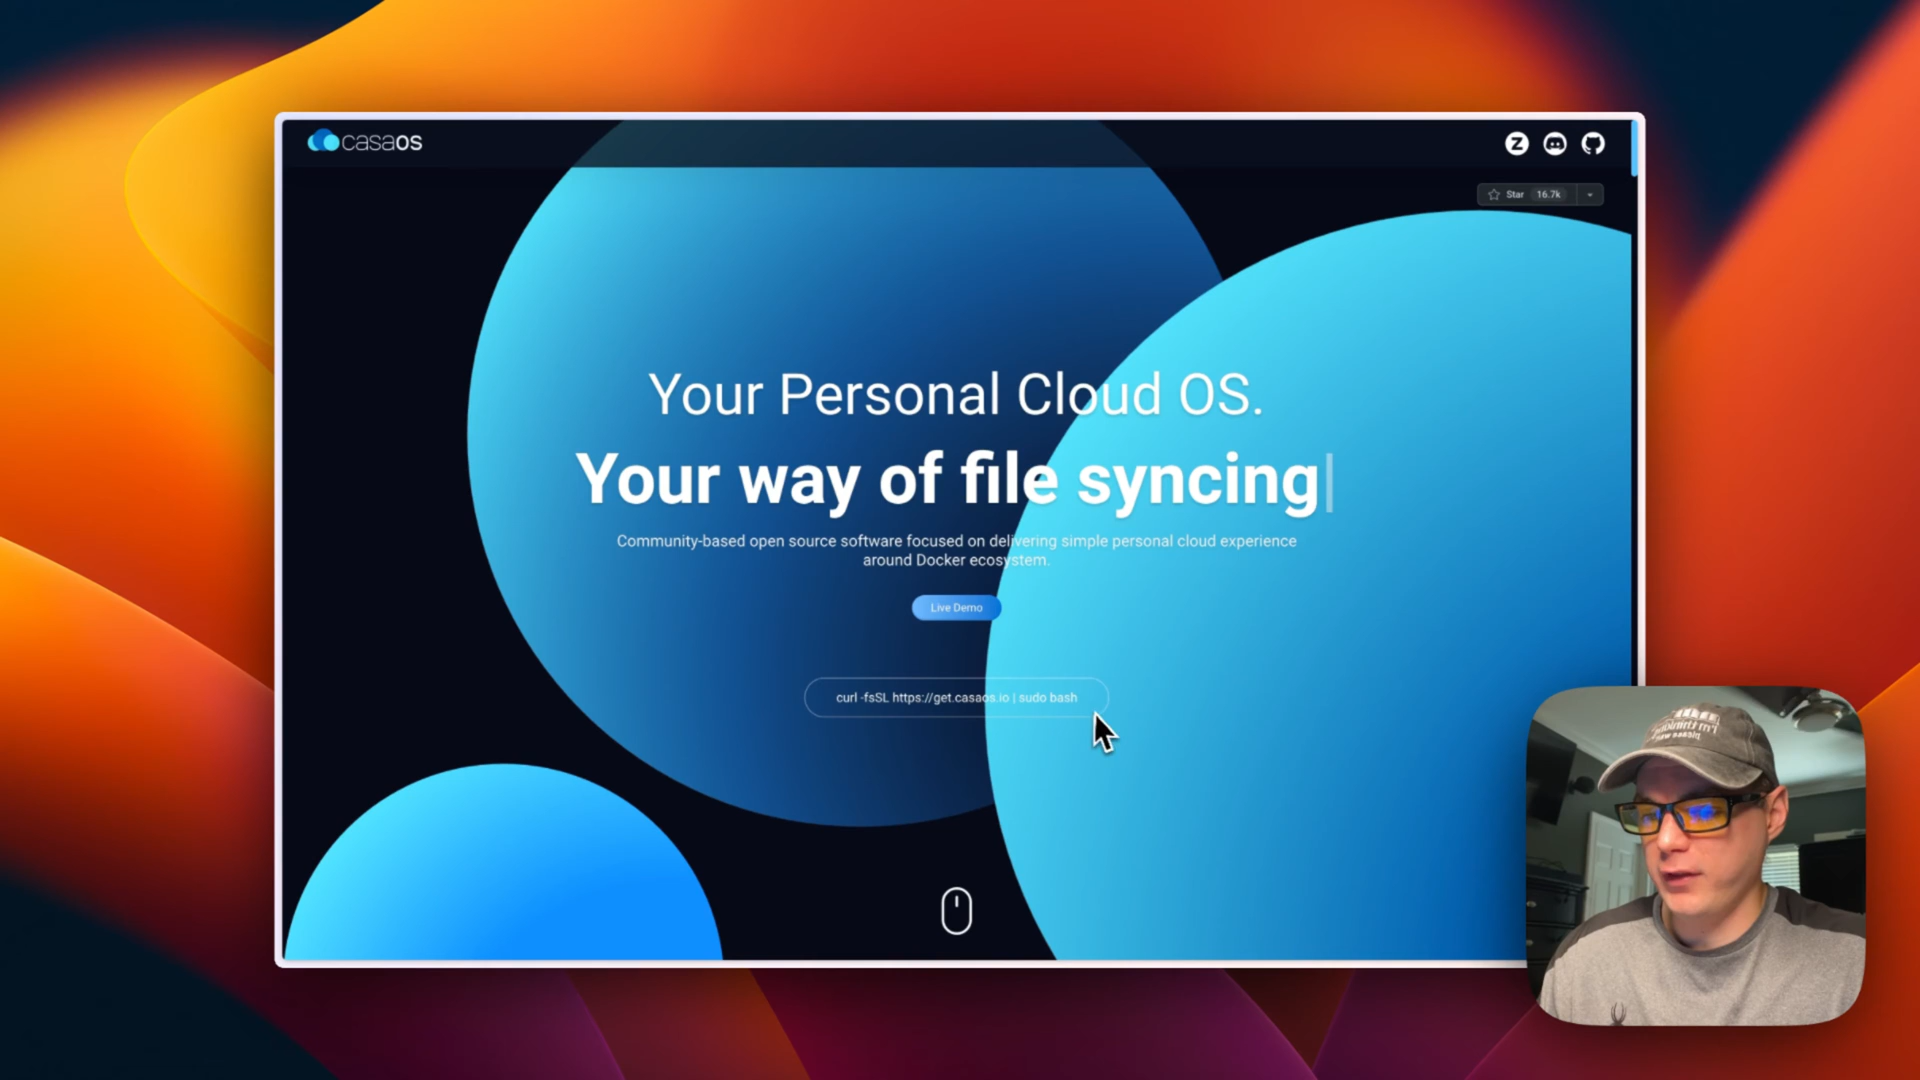 casaOS
Z
Star 16.7k
Your Personal Cloud OS.
Your way of file syncing
Community-based open source software focused on delivering simple personal cloud experience
around Docker ecosystem.
Live Demo
curl -fsSL https://get.casaos.io | sudo bash